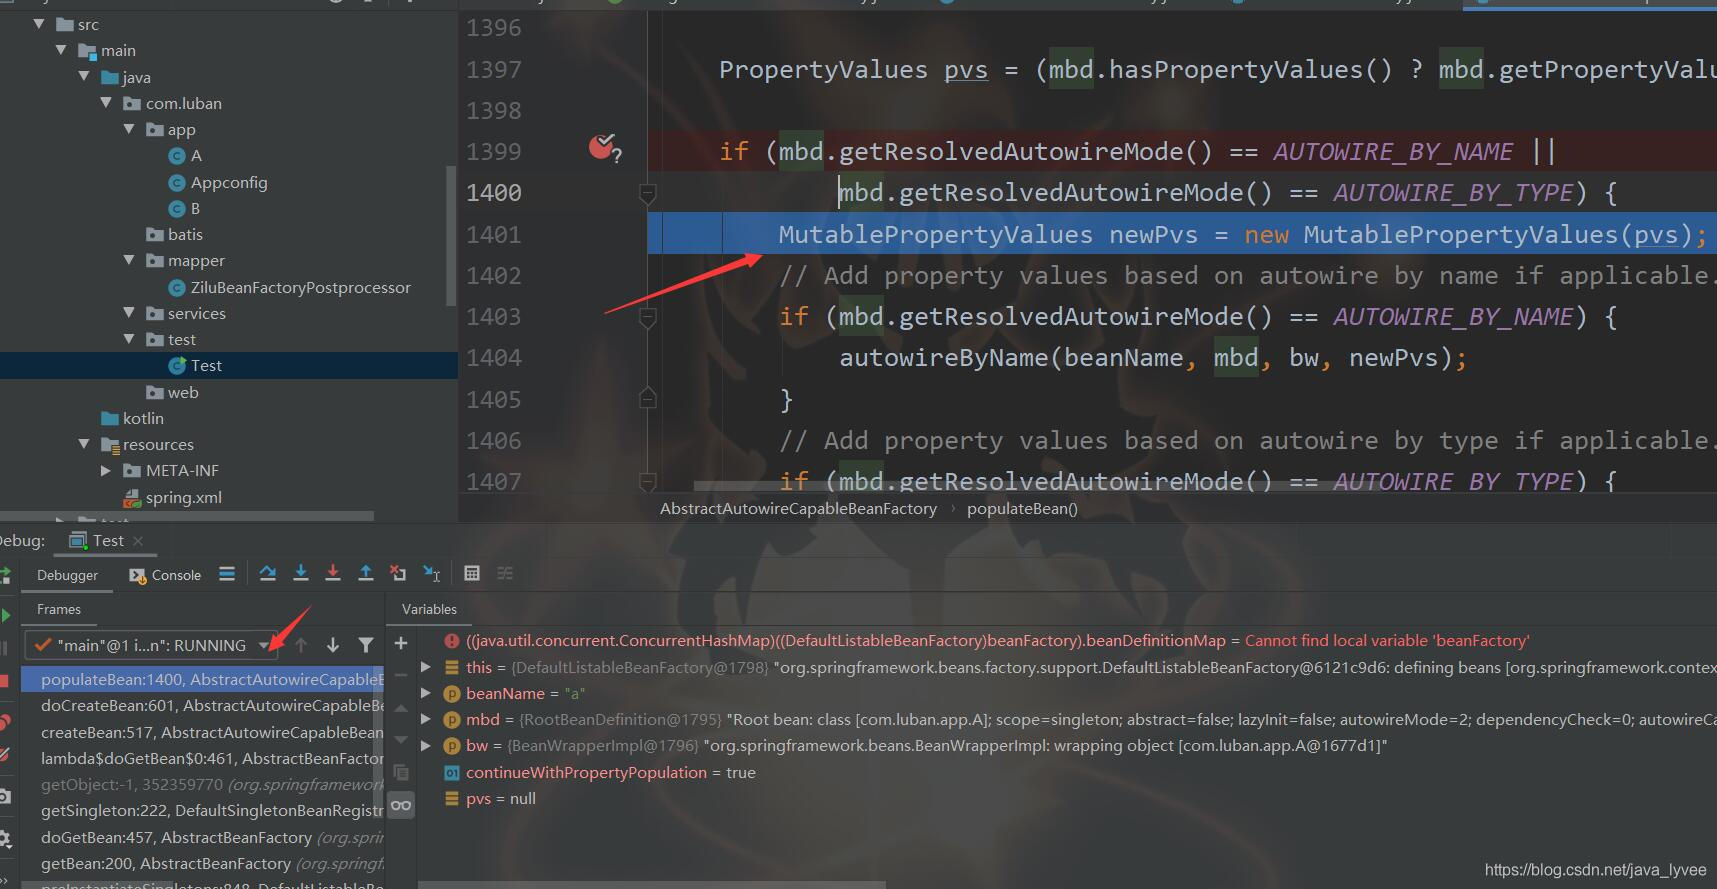 src
main
java
com.luban
app
A
Appconfig
B
batis
mapper
ZiluBeanFactoryPostprocessor
services
test
Test
web
kotlin
resources
META-INF
spring.xml
1396
1397 PropertyValues pvs = (mbd.hasPropertyValues() ? mbd.getPropertyValu
1398
1399 if (mbd.getResolvedAutowireMode() == AUTOWIRE_BY_NAME ||
1400 mbd.getResolvedAutowireMode() == AUTOWIRE_BY_TYPE) {
1401 MutablePropertyValues newPvs = new MutablePropertyValues(pvs);
1402 // Add property values based on autowire by name if applicable.
1403 if (mbd.getResolvedAutowireMode() == AUTOWIRE_BY_NAME) {
1404 autowireByName(beanName, mbd, bw, newPvs);
1405 }
1406 // Add property values based on autowire by type if applicable.
1407 if (mbd.getResolvedAutowireMode() == AUTOWIRE_BY_TYPE) {
AbstractAutowireCapableBeanFactory › populateBean()
ebug: Test ×
Debugger Console
Frames
"main"@1 i...n": RUNNING
populateBean:1400, AbstractAutowireCapableB
doCreateBean:601, AbstractAutowireCapableBe
createBean:517, AbstractAutowireCapableBean
lambda$doGetBean$0:461, AbstractBeanFactor
getObject:-1, 352359770 (org.springframework
getSingleton:222, DefaultSingletonBeanRegistr
doGetBean:457, AbstractBeanFactory (org.spring
getBean:200, AbstractBeanFactory (org.springf
preInstantiateSingletons:848, DefaultListableBe
Variables
((java.util.concurrent.ConcurrentHashMap)((DefaultListableBeanFactory)beanFactory).beanDefinitionMap = Cannot find local variable 'beanFactory'
this = {DefaultListableBeanFactory@1798} "org.springframework.beans.factory.support.DefaultListableBeanFactory@6121c9d6: defining beans [org.springframework.contex
beanName = "a"
mbd = {RootBeanDefinition@1795} "Root bean: class [com.luban.app.A]; scope=singleton; abstract=false; lazyInit=false; autowireMode=2; dependencyCheck=0; autowireCa
bw = {BeanWrapperImpl@1796} "org.springframework.beans.BeanWrapperImpl: wrapping object [com.luban.app.A@1677d1]"
continueWithPropertyPopulation = true
pvs = null
https://blog.csdn.net/java_lyvee